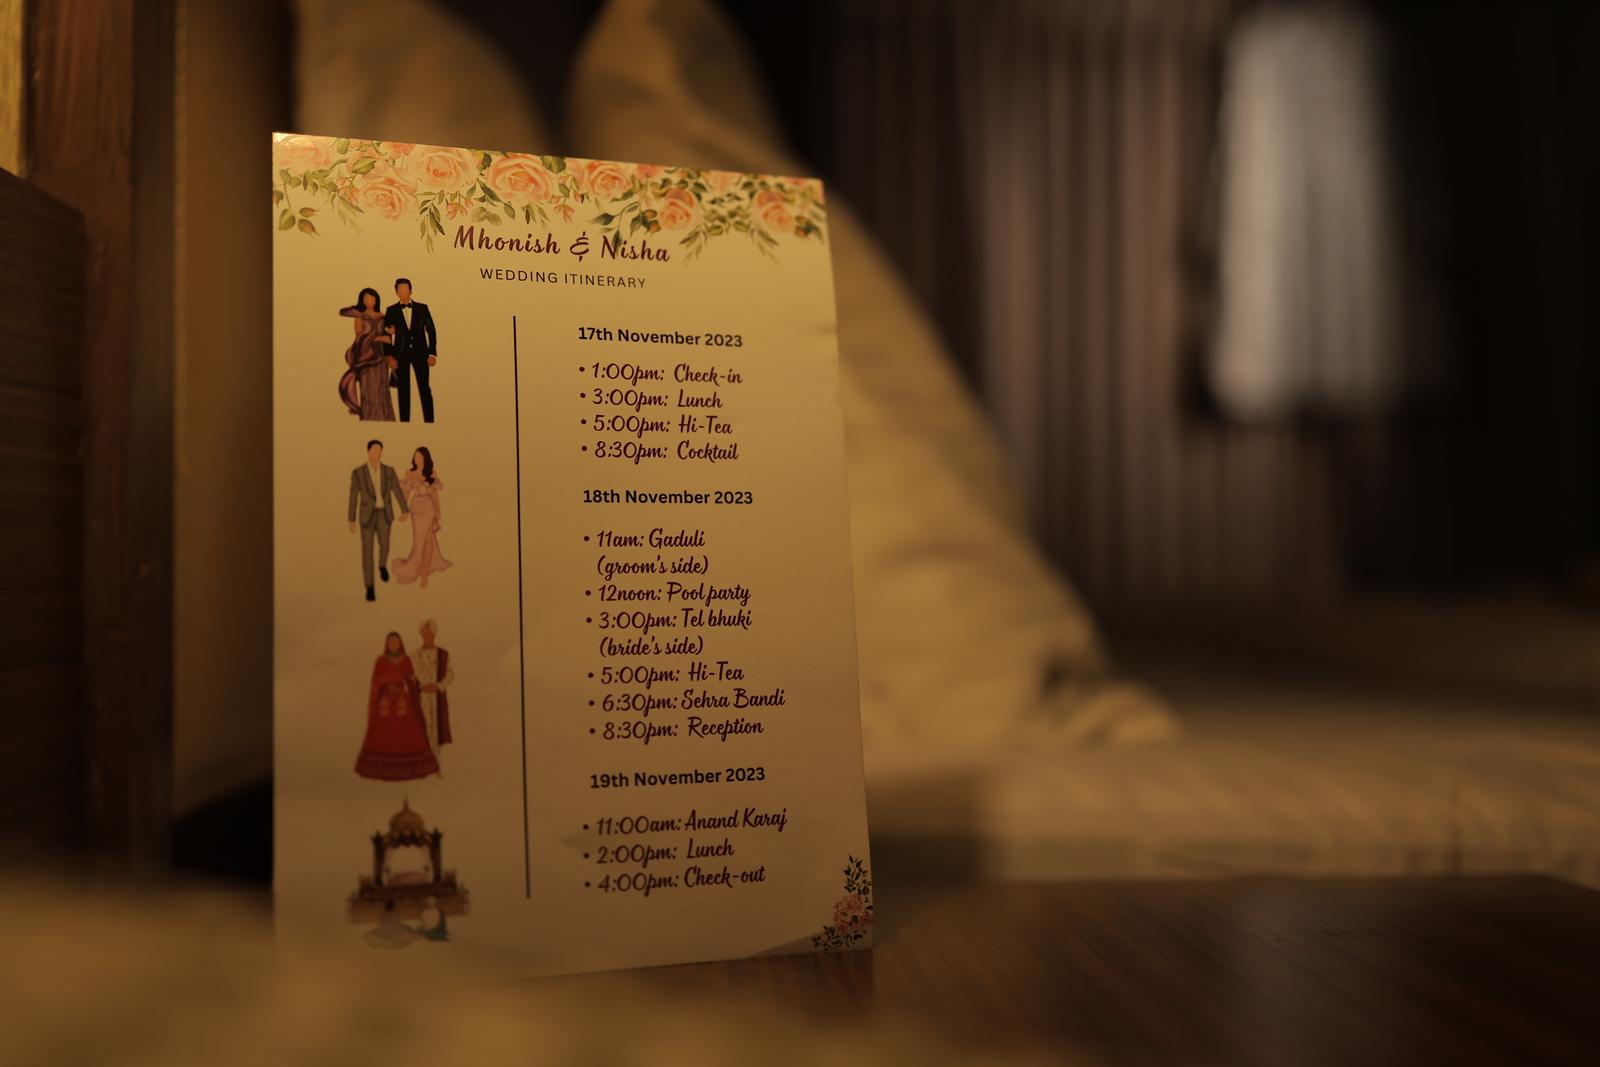 Mhonish & Nisha
WEDDING ITINERARY
17th November 2023
• 1:00pm: Check-in
• 3:00pm: Lunch
• 5:00pm: Hi-Tea
• 8:30pm: Cocktail
18th November 2023
• 11am: Gaduli
(groom's side)
• 12noon: Pool party
• 3:00pm: Tel bhuki
(bride's side)
• 5:00pm: Hi-Tea
• 6:30pm: Sehra Bandi
• 8:30pm: Reception
19th November 2023
• 11:00am: Anand Karaj
• 2:00pm: Lunch
• 4:00pm: Check-out